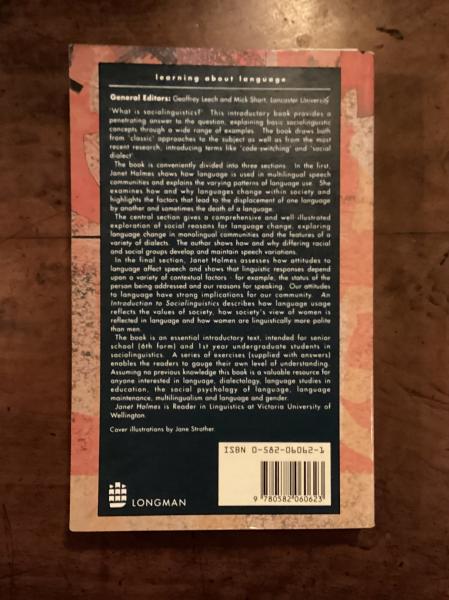 learning about language
General Editors: Geoffrey Leech and Mick Short, Lancaster University
'What is sociolinguistics?' This introductory book provides a
penetrating answer to the question, explaining basic sociolinguistic
concepts through a wide range of examples. The book draws both
from 'classic' approaches to the subject as well as from the most
recent research, introducing terms like 'code-switching' and 'social
dialect'.
The book is conveniently divided into three sections. In the first,
Janet Holmes shows how language is used in multilingual speech
communities and explains the varying patterns of language use. She
examines how and why languages change within society and
highlights the factors that lead to the displacement of one language
by another and sometimes the death of a language.
The central section gives a comprehensive and well-illustrated
exploration of social reasons for language change, exploring
language change in monolingual communities and the features of a
variety of dialects. The author shows how and why differing racial
and social groups develop and maintain speech variations.
In the final section, Janet Holmes assesses how attitudes to
language affect speech and shows that linguistic responses depend
upon a variety of contextual factors - for example, the status of the
person being addressed and our reasons for speaking. Our attitudes
to language have strong implications for our community. An
Introduction to Sociolinguistics describes how language usage
reflects the values of society, how society's view of women is
reflected in language and how women are linguistically more polite
than men.
The book is an essential introductory text, intended for senior
school (6th form) and 1st year undergraduate students in
sociolinguistics. A series of exercises (supplied with answers)
enables the readers to gauge their own level of understanding.
Assuming no previous knowledge this book is a valuable resource for
anyone interested in language, dialectology, language studies in
education, the social psychology of language, language
maintenance, multilingualism and language and gender.
Janet Holmes is Reader in Linguistics at Victoria University of
Wellington.
Cover illustrations by Jane Strother.
ISBN 0-582-06062-1
9 780582 060623
LONGMAN